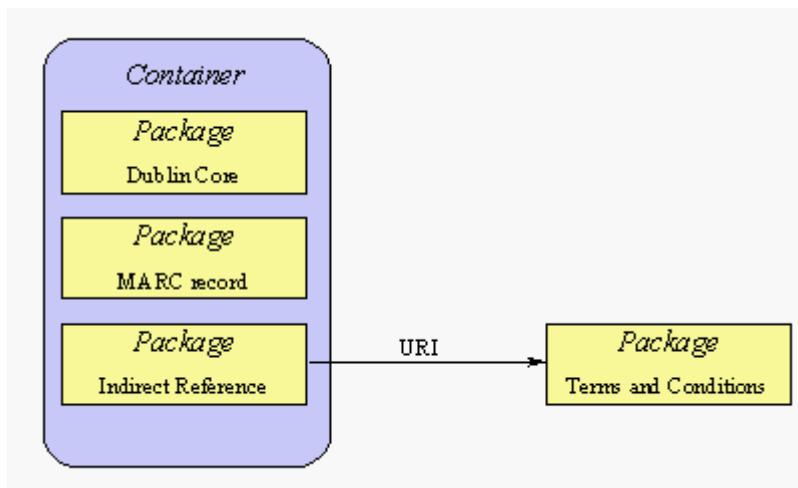 Container
Package
Dublin Core
Package
MARC record
Package
Indirect Reference
URI
Package
Terms and Conditions